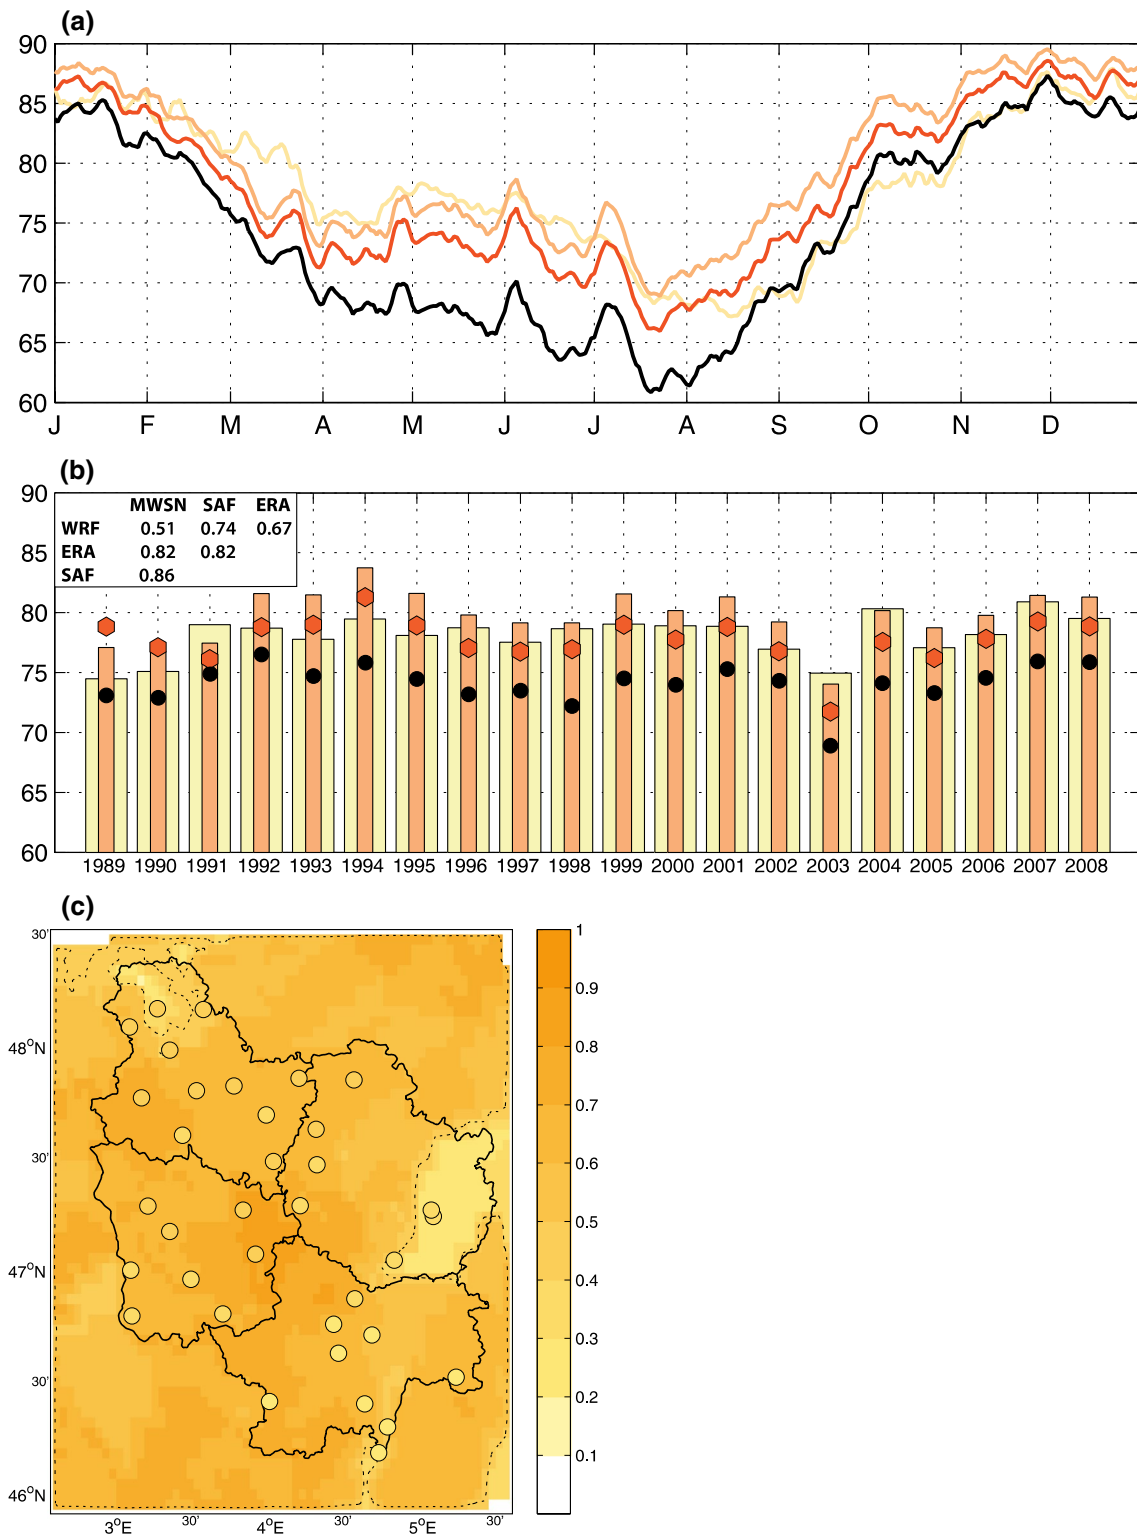 (a)
90
85
80
75
70
65
60
J F M A M J J A S O N D
(b)
90
85
80
75
70
65
60
MWSN SAF ERA
WRF 0.51 0.74 0.67
ERA 0.82 0.82
SAF 0.86
1989 1990 1991 1992 1993 1994 1995 1996 1997 1998 1999 2000 2001 2002 2003 2004 2005 2006 2007 2008
(c)
30'
48°N
30'
47°N
30'
46°N
3°E 30' 4°E 30' 5°E 30'
1
0.9
0.8
0.7
0.6
0.5
0.4
0.3
0.2
0.1